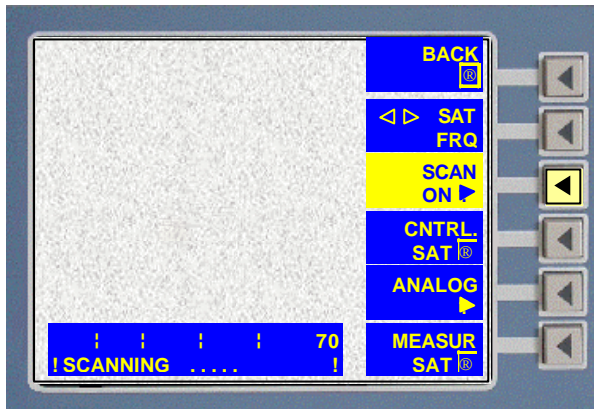 BACK
®
◁ ▷ SAT
FRQ
SCAN
ON ▶
CNTRL.
SAT ®
ANALOG
▶
MEASUR
SAT ®
¦ ¦ ¦ ¦ 70
! SCANNING ..... !